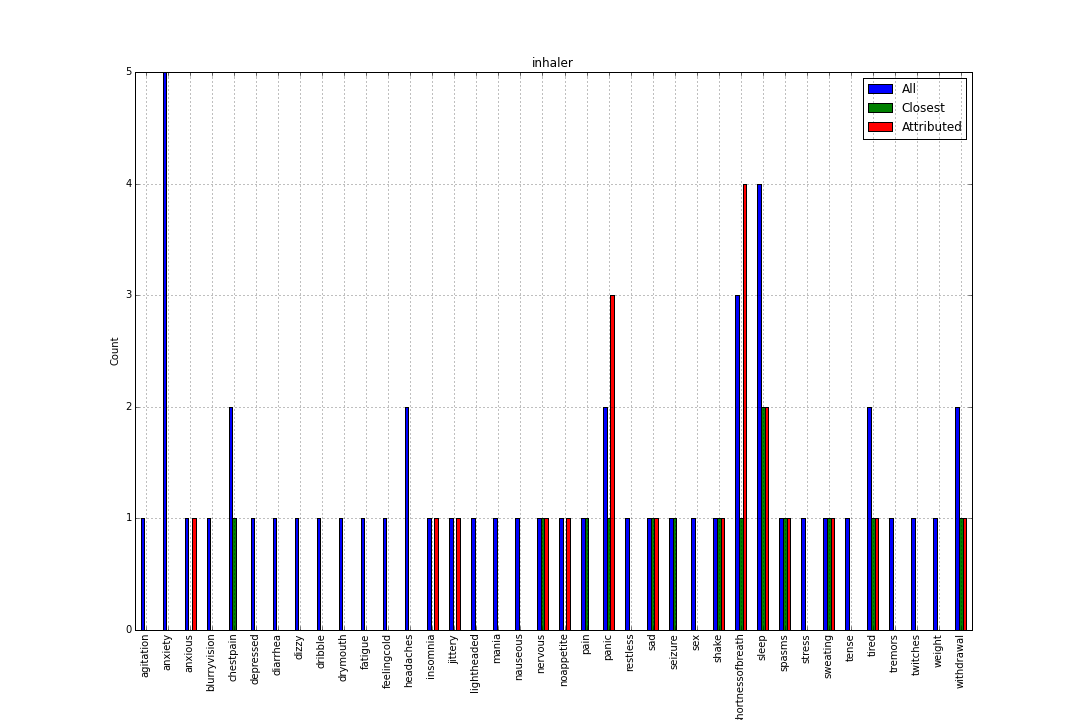 inhaler
All
Closest
Attributed
5
4
3
2
1
0
Count
agitation
anxiety
anxious
blurryvision
chestpain
depressed
diarrhea
dizzy
dribble
drymouth
fatigue
feelingcold
headaches
insomnia
jittery
lightheaded
mania
nauseous
nervous
noappetite
pain
panic
restless
sad
seizure
sex
shake
hortnessofbreath
sleep
spasms
stress
sweating
tense
tired
tremors
twitches
weight
withdrawal